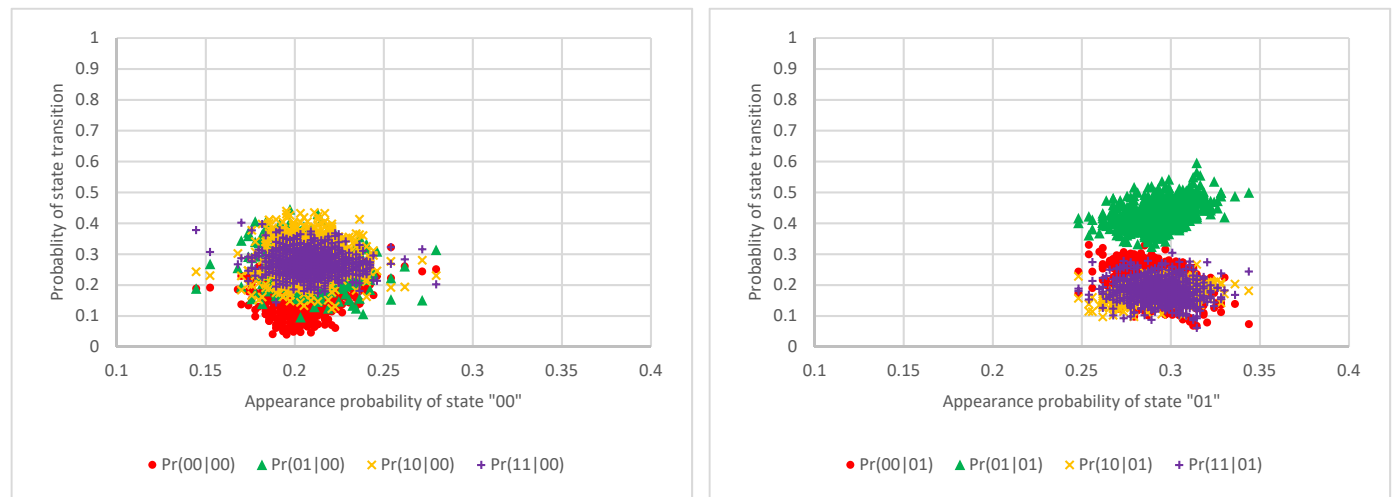 Probability of state transition
1
0.9
0.8
0.7
0.6
0.5
0.4
0.3
0.2
0.1
0
0.1 0.15 0.2 0.25 0.3 0.35 0.4
Appearance probability of state "00"
Pr(00|00) Pr(01|00) Pr(10|00) Pr(11|00)
Probability of state transition
1
0.9
0.8
0.7
0.6
0.5
0.4
0.3
0.2
0.1
0
0.1 0.15 0.2 0.25 0.3 0.35 0.4
Appearance probability of state "01"
Pr(00|01) Pr(01|01) Pr(10|01) Pr(11|01)